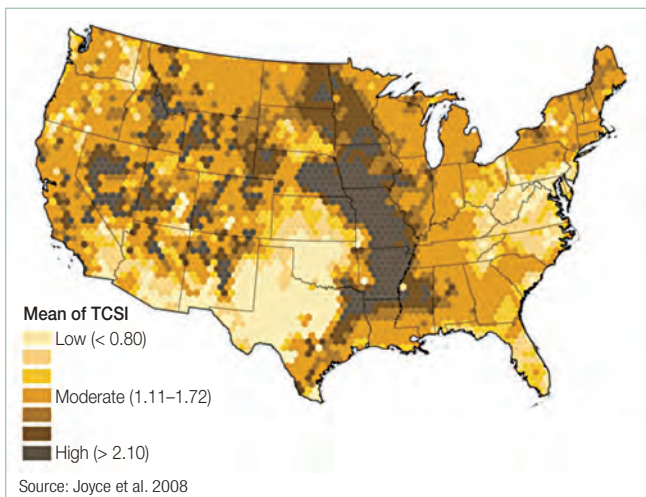 Mean of TCSI
Low (< 0.80)
Moderate (1.11–1.72)
High (> 2.10)
Source: Joyce et al. 2008